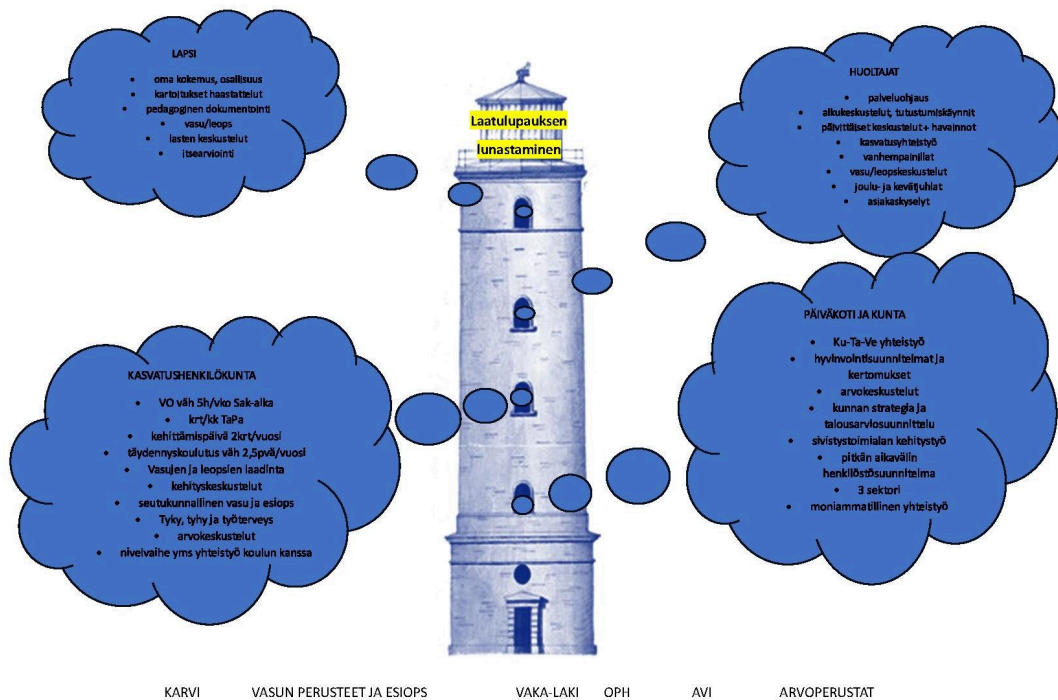 LAPSI
• oma kokemus, osallisuus
• kartoitukset haastattelut
• pedagoginen dokumentointi
• vasu/leops
• lasten keskustelut
• itsearviointi
Laatulupauksen
lunastaminen
HUOLTAJAT
• palveluohjaus
• alkukeskustelut, tutustumiskäynnit
• päivittäiset keskustelut + havainnot
• kasvatusyhteistyö
• vanhempainillat
• vasu/leopskeskustelut
• joulu- ja kevätjuhlat
• asiakaskyselyt
KASVATUSHENKILÖKUNTA
• VO väh 5h/vko Sak-aika
• krt/kk TaPa
• kehittämispäivä 2krt/vuosi
• täydennyskoulutus väh 2,5pvä/vuosi
• Vasujen ja leopsien laadinta
• kehityskeskustelut
• seutukunnallinen vasu ja esiops
• Tyky, tyhy ja työterveys
• arvokeskustelut
• nivelvaihe yms yhteistyö koulun kanssa
PÄIVÄKOTI JA KUNTA
• Ku-Ta-Ve yhteistyö
• hyvinvointisuunnitelmat ja
kertomukset
• arvokeskustelut
• kunnan strategia ja
talousarviosuunnittelu
• sivistystoimialan kehitystyö
• pitkän aikavälin
henkilöstösuunnitelma
• 3 sektori
• moniammatillinen yhteistyö
KARVI VASUN PERUSTEET JA ESIOPS VAKA-LAKI OPH AVI ARVOPERUSTAT